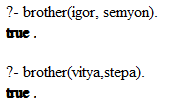 ?- brother(igor, semyon).
true .
?- brother(vitya,stepa).
true .